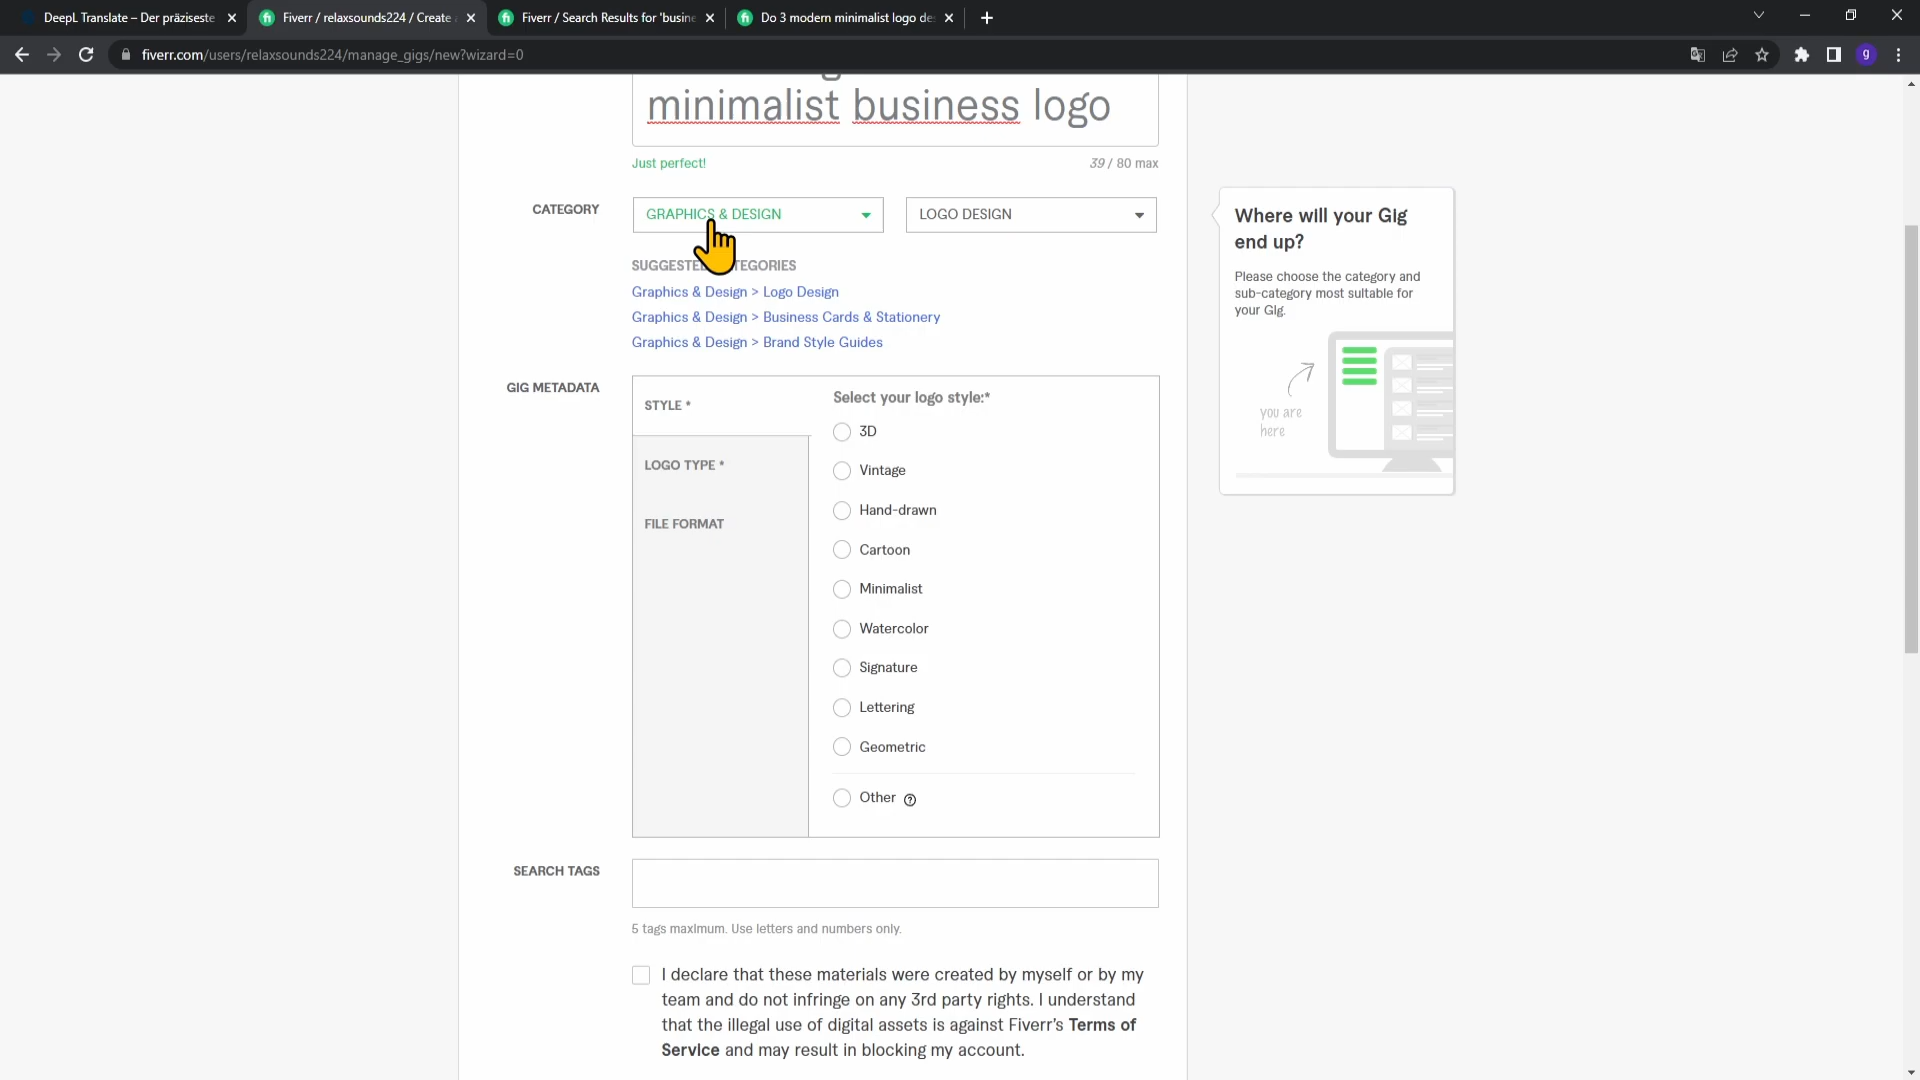 DeepL Translate – Der präziseste
Fiverr / relaxsounds224 / Create
Fiverr / Search Results for 'busine
Do 3 modern minimalist logo de
fiverr.com/users/relaxsounds224/manage_gigs/new?wizard=0
g
minimalist business logo
Just perfect!
39 / 80 max
CATEGORY
GRAPHICS & DESIGN
LOGO DESIGN
Graphics & Design > Logo Design
Graphics & Design > Business Cards & Stationery
Graphics & Design > Brand Style Guides
Where will your Gig
end up?
Please choose the category and
sub-category most suitable for
your Gig.
you are
here
GIG METADATA
STYLE *
LOGO TYPE *
FILE FORMAT
Select your logo style:*
3D
Vintage
Hand-drawn
Cartoon
Minimalist
Watercolor
Signature
Lettering
Geometric
Other
SEARCH TAGS
5 tags maximum. Use letters and numbers only.
I declare that these materials were created by myself or by my
team and do not infringe on any 3rd party rights. I understand
that the illegal use of digital assets is against Fiverr's Terms of
Service and may result in blocking my account.